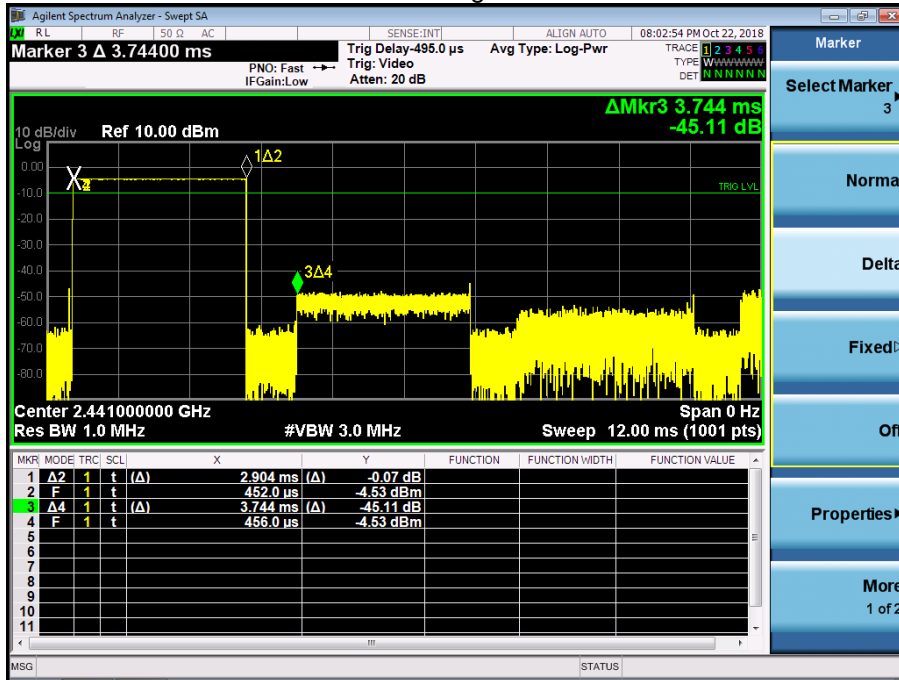 Agilent Spectrum Analyzer - Swept SA
LXI RL RF 50 Ω AC SENSE:INT ALIGN AUTO 08:02:54 PM Oct 22, 2018
Marker 3 Δ 3.74400 ms
Trig Delay-495.0 µs Avg Type: Log-Pwr TRACE 1 2 3 4 5 6
PNO: Fast Trig: Video TYPE WWWWWW
IFGain:Low Atten: 20 dB DET N N N N N N
ΔMkr3 3.744 ms
-45.11 dB
10 dB/div Ref 10.00 dBm
Log
1Δ2
0.00
-10.0
TRIG LVL
-20.0
-30.0
-40.0
3Δ4
-50.0
-60.0
-70.0
-80.0
Center 2.441000000 GHz Span 0 Hz
Res BW 1.0 MHz #VBW 3.0 MHz Sweep 12.00 ms (1001 pts)
MKR MODE TRC SCL X Y FUNCTION FUNCTION WIDTH FUNCTION VALUE
1 Δ2 1 t (Δ) 2.904 ms (Δ) -0.07 dB
2 F 1 t 452.0 µs -4.53 dBm
3 Δ4 1 t (Δ) 3.744 ms (Δ) -45.11 dB
4 F 1 t 456.0 µs -4.53 dBm
5
6
7
8
9
10
11
MSG STATUS
Marker
Select Marker
3
Norma
Delta
Fixed
Of
Properties
More
1 of 2